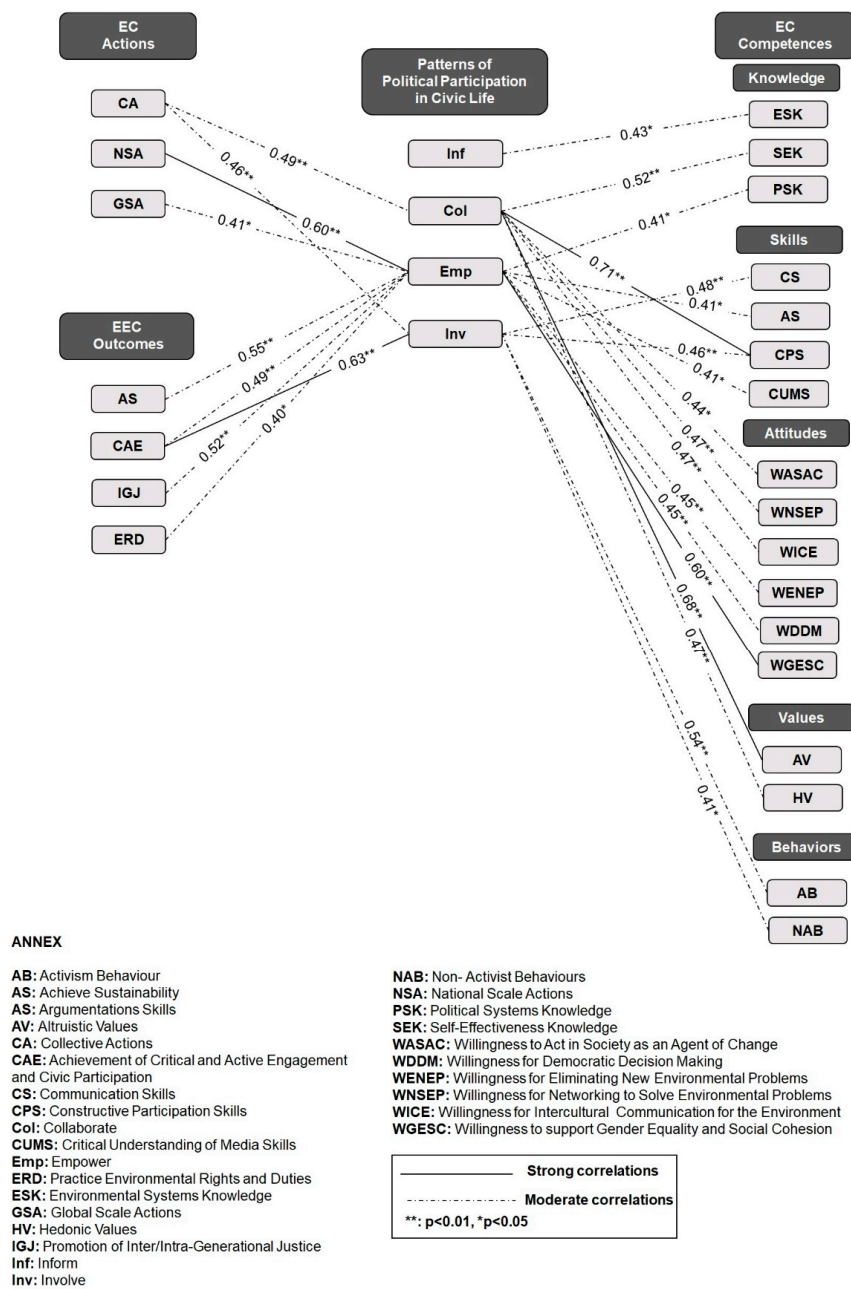 EC
Actions
CA
NSA
GSA
EEC
Outcomes
AS
CAE
IGJ
ERD
0.49**
0.46**
0.60**
0.41*
0.55**
0.49**
0.63**
0.52**
0.40*
Patterns of
Political Participation
in Civic Life
Inf
Col
Emp
Inv
0.43*
0.52**
0.41*
0.71**
0.48**
0.41*
0.46**
0.41*
0.44*
0.47**
0.47**
0.45**
0.45**
0.60**
0.68**
0.47**
0.54**
0.41*
EC
Competences
Knowledge
ESK
SEK
PSK
Skills
CS
AS
CPS
CUMS
Attitudes
WASAC
WNSEP
WICE
WENEP
WDDM
WGESC
Values
AV
HV
Behaviors
AB
NAB
ANNEX
AB: Activism Behaviour
AS: Achieve Sustainability
AS: Argumentations Skills
AV: Altruistic Values
CA: Collective Actions
CAE: Achievement of Critical and Active Engagement
and Civic Participation
CS: Communication Skills
CPS: Constructive Participation Skills
Col: Collaborate
CUMS: Critical Understanding of Media Skills
Emp: Empower
ERD: Practice Environmental Rights and Duties
ESK: Environmental Systems Knowledge
GSA: Global Scale Actions
HV: Hedonic Values
IGJ: Promotion of Inter/Intra-Generational Justice
Inf: Inform
Inv: Involve
NAB: Non- Activist Behaviours
NSA: National Scale Actions
PSK: Political Systems Knowledge
SEK: Self-Effectiveness Knowledge
WASAC: Willingness to Act in Society as an Agent of Change
WDDM: Willingness for Democratic Decision Making
WENEP: Willingness for Eliminating New Environmental Problems
WNSEP: Willingness for Networking to Solve Environmental Problems
WICE: Willingness for Intercultural Communication for the Environment
WGESC: Willingness to support Gender Equality and Social Cohesion
Strong correlations
Moderate correlations
**: p<0.01, *p<0.05